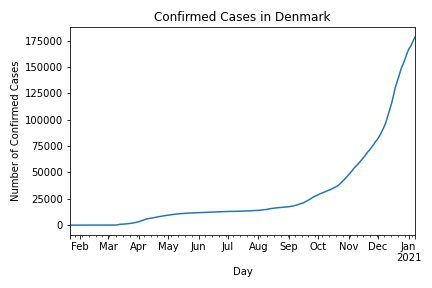 Confirmed Cases in Denmark
Number of Confirmed Cases
175000
150000
125000
100000
75000
50000
25000
0
Feb Mar Apr May Jun Jul Aug Sep Oct Nov Dec Jan
2021
Day